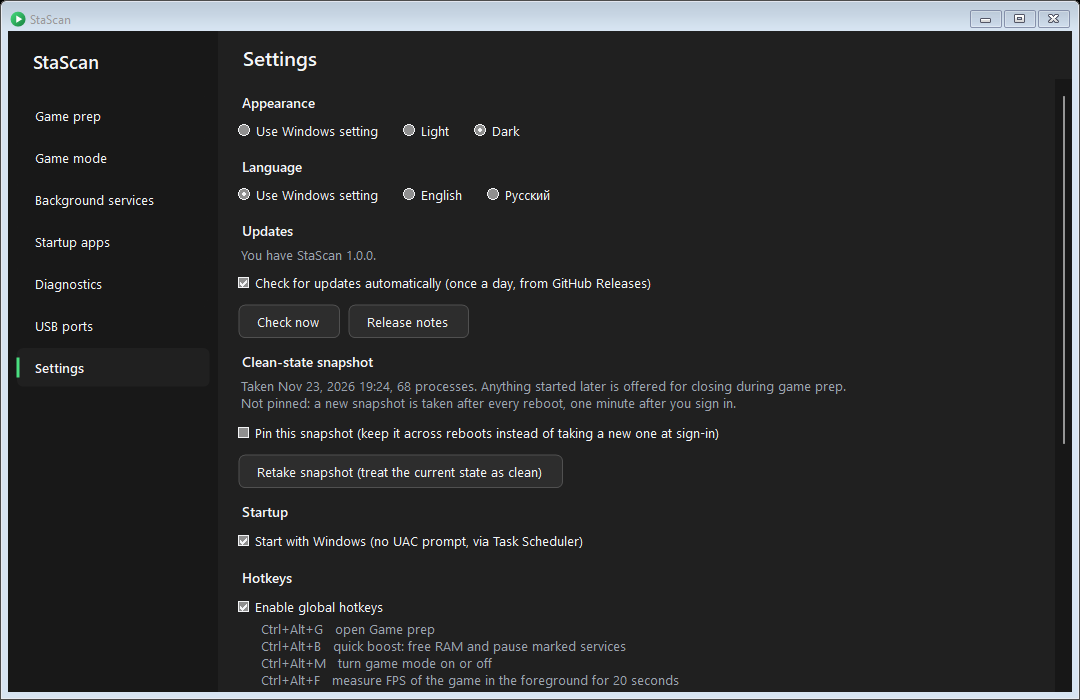 StaScan
StaScan
Game prep
Game mode
Background services
Startup apps
Diagnostics
USB ports
Settings
Settings
Appearance
Use Windows setting Light Dark
Language
Use Windows setting English Русский
Updates
You have StaScan 1.0.0.
Check for updates automatically (once a day, from GitHub Releases)
Check now Release notes
Clean-state snapshot
Taken Nov 23, 2026 19:24, 68 processes. Anything started later is offered for closing during game prep.
Not pinned: a new snapshot is taken after every reboot, one minute after you sign in.
Pin this snapshot (keep it across reboots instead of taking a new one at sign-in)
Retake snapshot (treat the current state as clean)
Startup
Start with Windows (no UAC prompt, via Task Scheduler)
Hotkeys
Enable global hotkeys
Ctrl+Alt+G open Game prep
Ctrl+Alt+B quick boost: free RAM and pause marked services
Ctrl+Alt+M turn game mode on or off
Ctrl+Alt+F measure FPS of the game in the foreground for 20 seconds